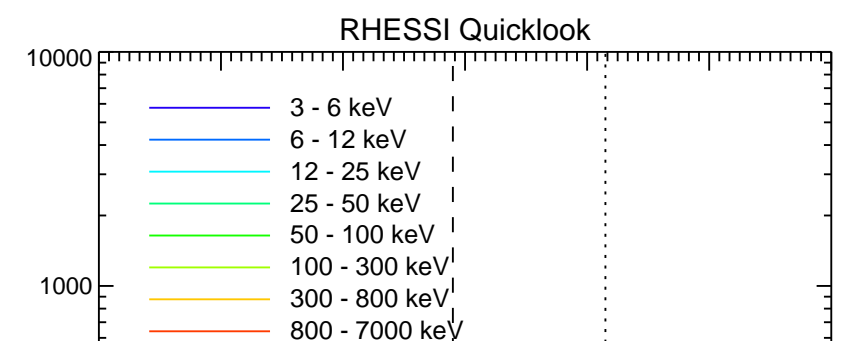 RHESSI Quicklook
10000
3 - 6 keV
6 - 12 keV
12 - 25 keV
25 - 50 keV
50 - 100 keV
100 - 300 keV
1000
300 - 800 keV
800 - 7000 keV